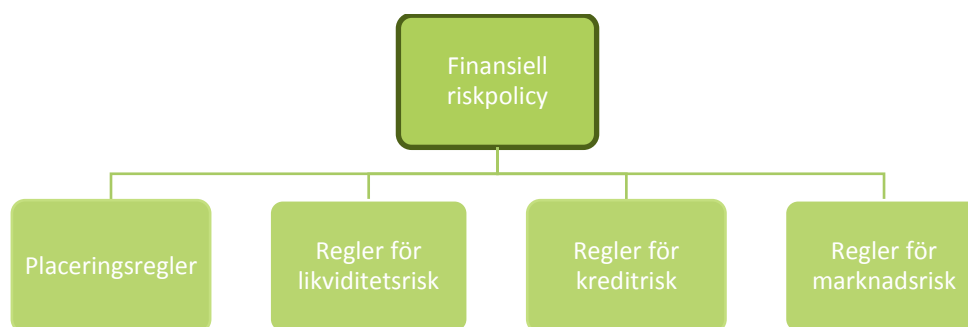 Finansiell
riskpolicy
Placeringsregler
Regler för
likviditetsrisk
Regler för
kreditrisk
Regler för
marknadsrisk